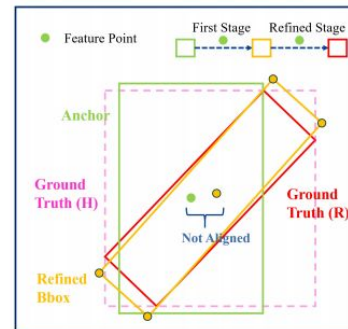 Feature Point
First Stage
Refined Stage
Anchor
Ground
Truth (H)
Ground
Truth (R)
Not Aligned
Refined
Bbox